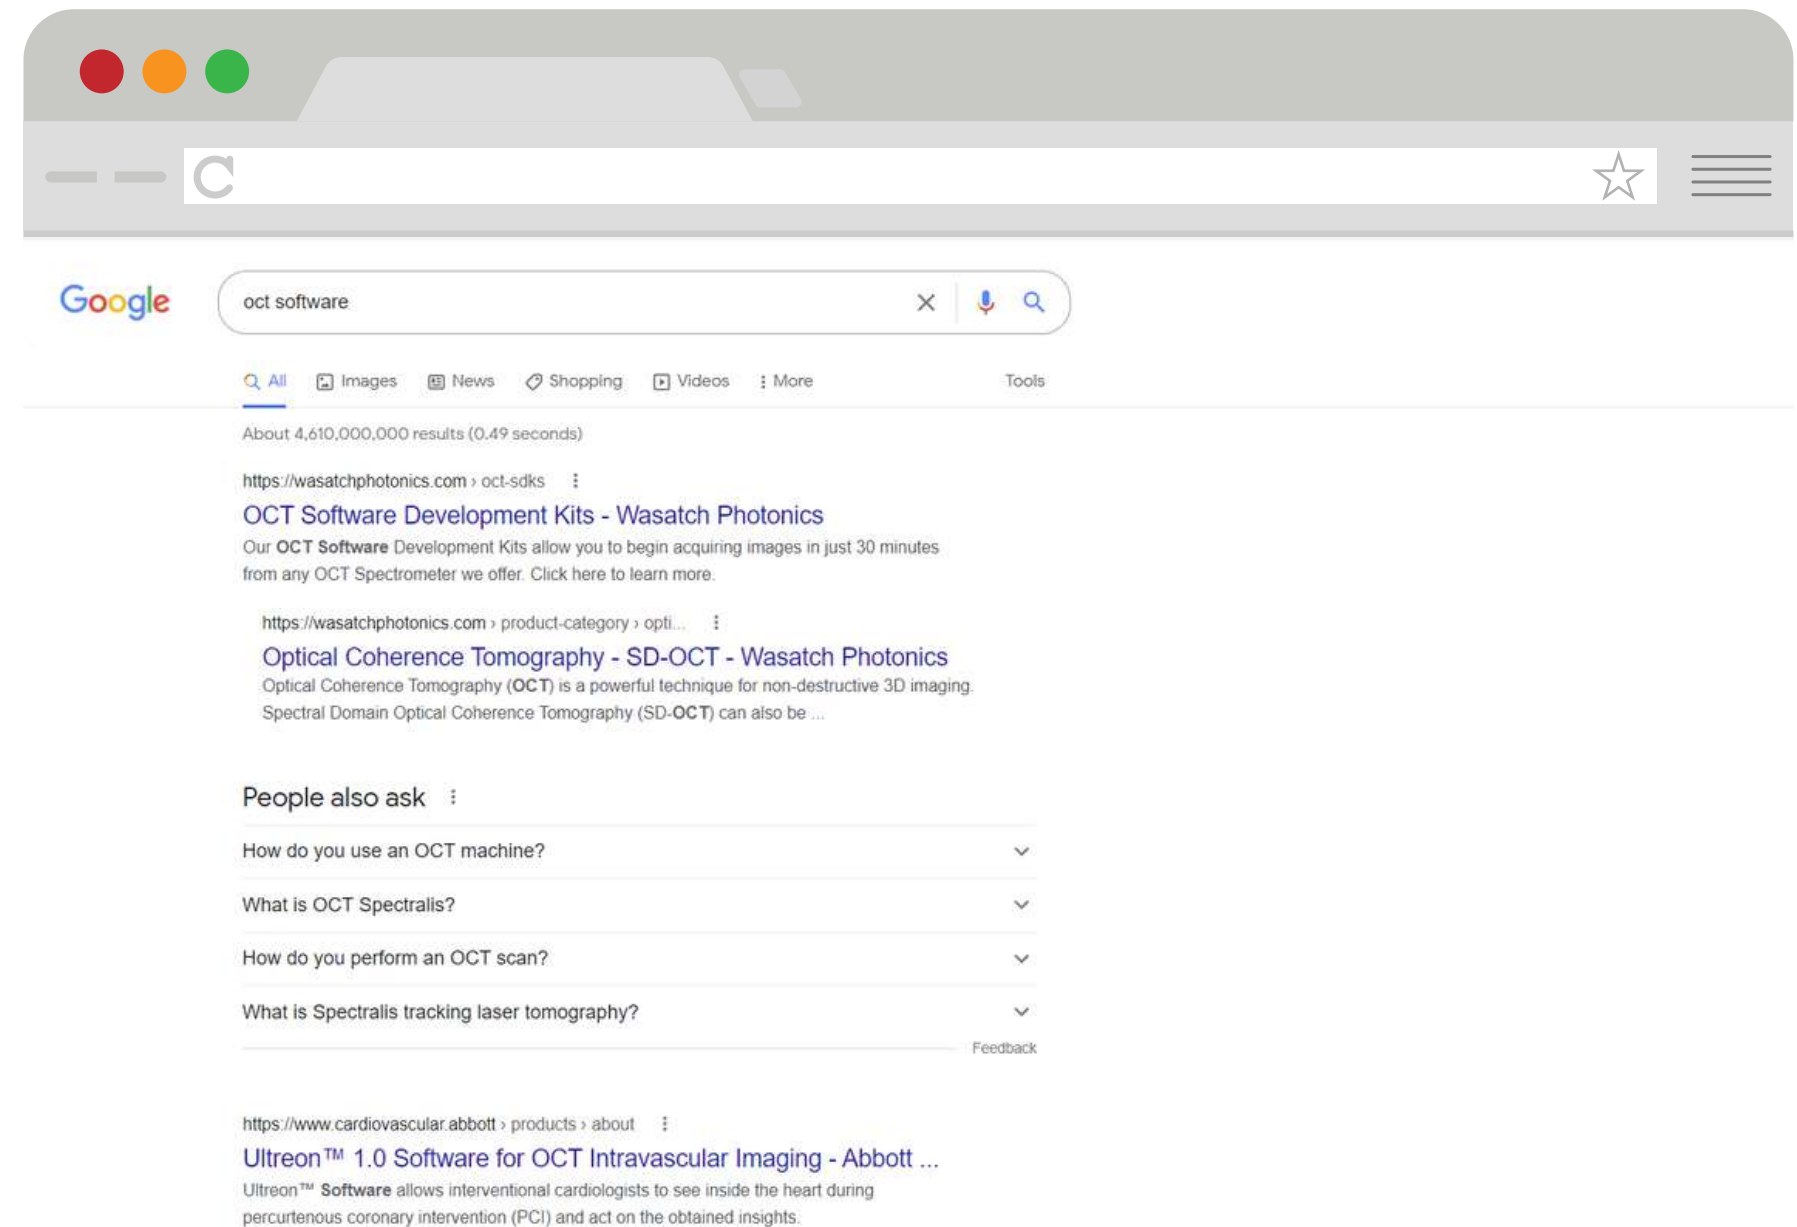 Google
oct software
All Images News Shopping Videos More Tools
About 4,610,000,000 results (0.49 seconds)
https://wasatchphotonics.com › oct-sdks
OCT Software Development Kits - Wasatch Photonics
Our OCT Software Development Kits allow you to begin acquiring images in just 30 minutes
from any OCT Spectrometer we offer. Click here to learn more.
https://wasatchphotonics.com › product-category › opti...
Optical Coherence Tomography - SD-OCT - Wasatch Photonics
Optical Coherence Tomography (OCT) is a powerful technique for non-destructive 3D imaging.
Spectral Domain Optical Coherence Tomography (SD-OCT) can also be ...
People also ask
How do you use an OCT machine?
What is OCT Spectralis?
How do you perform an OCT scan?
What is Spectralis tracking laser tomography?
Feedback
https://www.cardiovascular.abbott › products › about
Ultreon™ 1.0 Software for OCT Intravascular Imaging - Abbott ...
Ultreon™ Software allows interventional cardiologists to see inside the heart during
percurtenous coronary intervention (PCI) and act on the obtained insights.